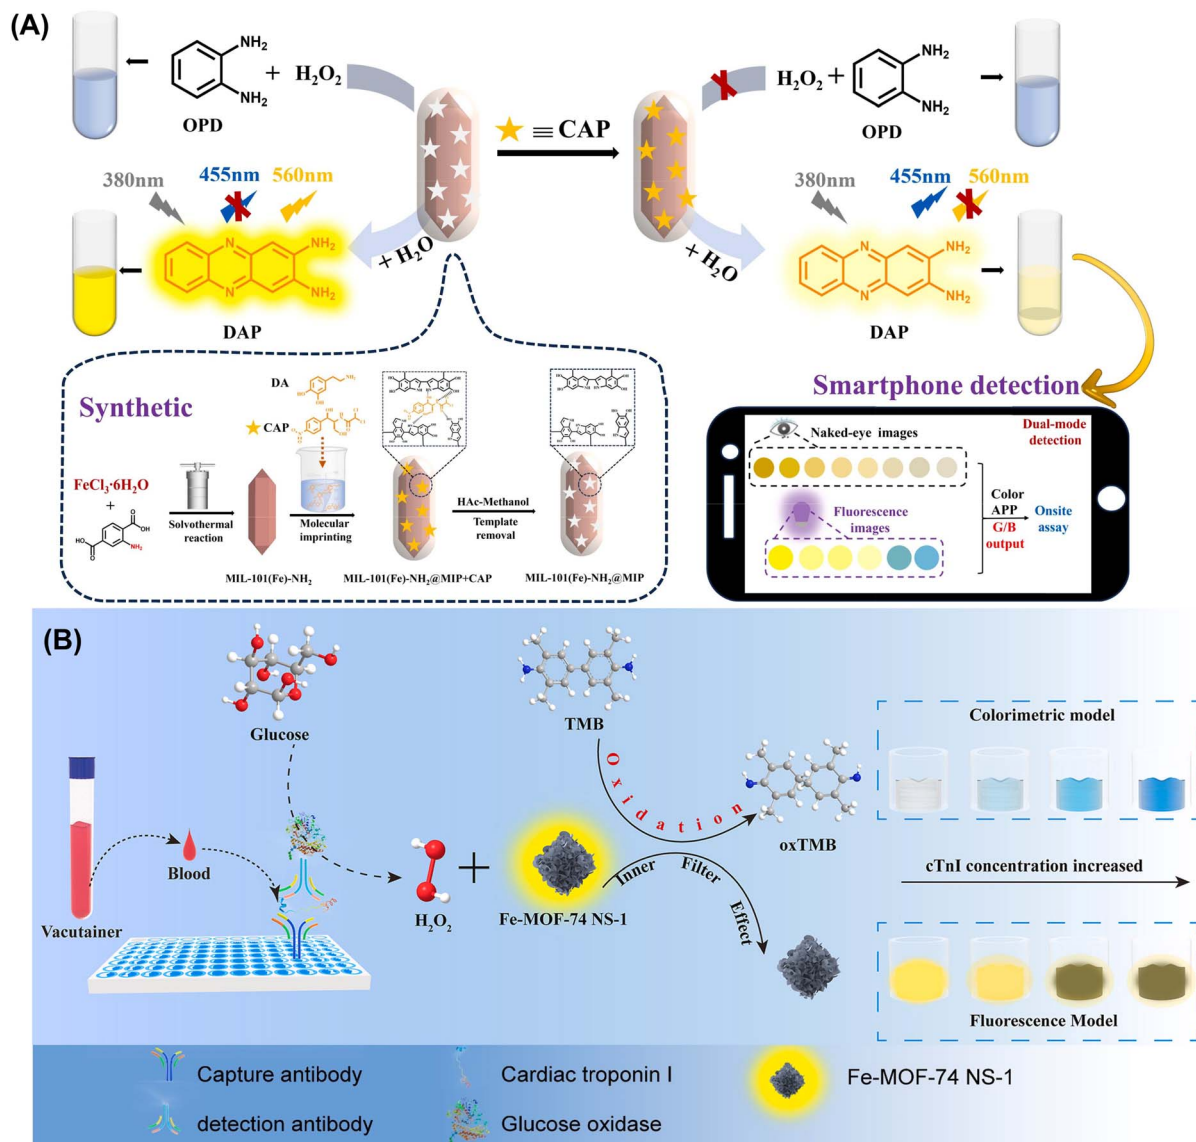 (A)
NH₂
NH₂
+ H₂O₂
OPD
★ ≡ CAP
H₂O₂ +
NH₂
NH₂
OPD
380nm
455nm
560nm
N
N
NH₂
NH₂
+ H₂O
DAP
380nm
455nm
560nm
N
N
NH₂
NH₂
+ H₂O
DAP
Synthetic
DA
CAP
FeCl₃·6H₂O
+
Solvothermal
reaction
Molecular
imprinting
HAc-Methanol
Template
removal
MIL-101(Fe)-NH₂
MIL-101(Fe)-NH₂@MIP+CAP
MIL-101(Fe)-NH₂@MIP
Smartphone detection
Naked-eye images
Dual-mode
detection
Fluorescence
images
Color
APP
G/B
output
Onsite
assay
(B)
Glucose
TMB
Oxidation
oxTMB
Vacutainer
Blood
H₂O₂
+
Fe-MOF-74 NS-1
Inner Filter Effect
Colorimetric model
cTnI concentration increased
Fluorescence Model
Capture antibody
Cardiac troponin I
Fe-MOF-74 NS-1
detection antibody
Glucose oxidase